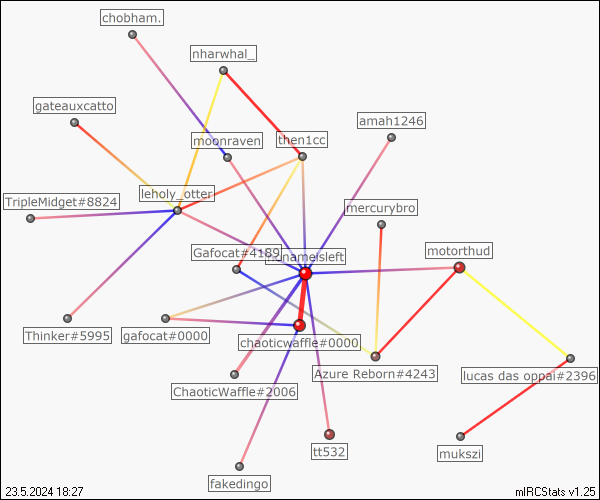 chobham.
nharwhal_
gateauxcatto
amah1246
moonraven
then1cc
leholy_otter
TripleMidget#8824
mercurybro
Gafocat#4189
nonameisleft
motorthud
Thinker#5995
gafocat#0000
chaoticwaffle#0000
Azure Reborn#4243
lucas das oppai#2396
ChaoticWaffle#2006
tt532
mukszi
fakedingo
23.5.2024 18:27
mIRCStats v1.25